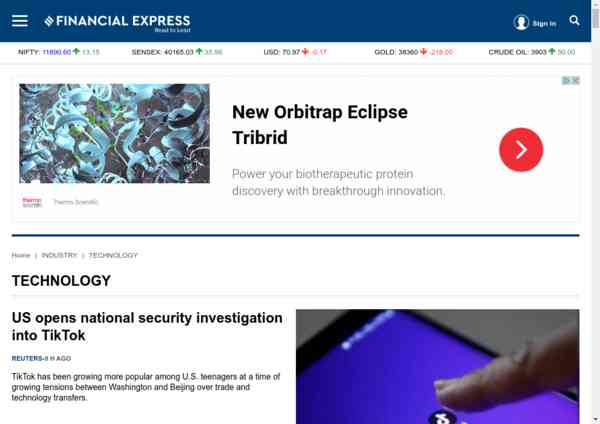 FINANCIAL EXPRESS
Read to Lead
Sign In
NIFTY: 11890.60 13.15 SENSEX: 40165.03 35.98 USD: 70.97 -0.17 GOLD: 38360 -218.00 CRUDE OIL: 3903 50.00
New Orbitrap Eclipse
Tribrid
Power your biotherapeutic protein
discovery with breakthrough innovation.
thermo
scientific
Thermo Scientific
Home | INDUSTRY | TECHNOLOGY
TECHNOLOGY
US opens national security investigation
into TikTok
REUTERS-8 H AGO
TikTok has been growing more popular among U.S. teenagers at a time of
growing tensions between Washington and Beijing over trade and
technology transfers.